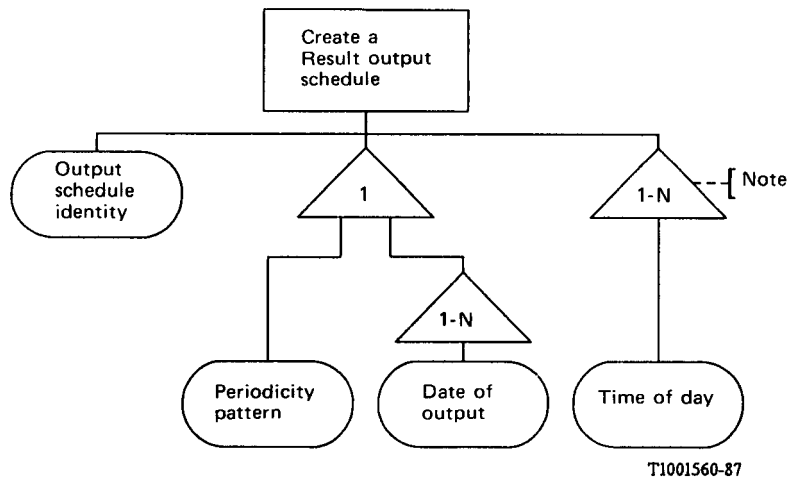 Create a
Result output
schedule
Output
schedule
identity
1
1-N
Note
1-N
Periodicity
pattern
Date of
output
Time of day
T1001560-87